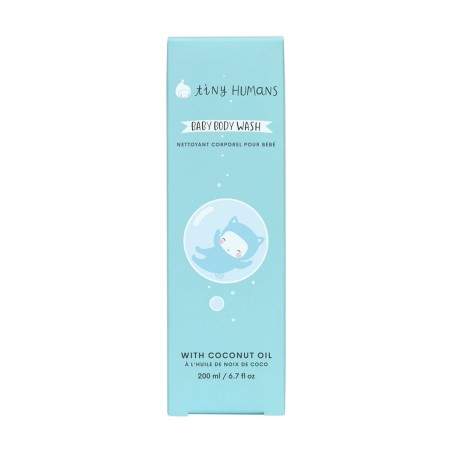 tiny HUMANS
BABY BODY WASH
NETTOYANT CORPOREL POUR BÉBÉ
WITH COCONUT OIL
À L'HUILE DE NOIX DE COCO
200 ml / 6.7 fl oz